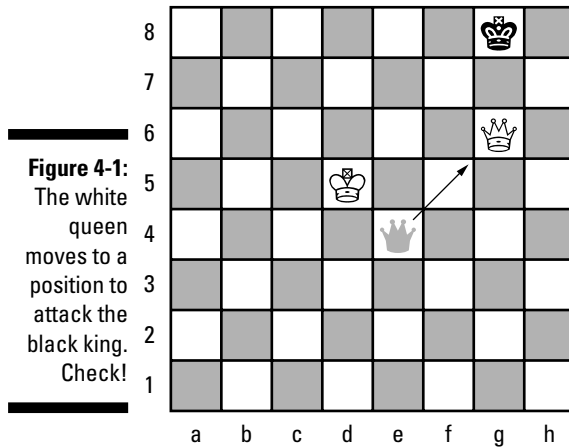 8
7
6
5
4
3
2
1
Figure 4-1:
The white
queen
moves to a
position to
attack the
black king.
Check!
a b c d e f g h